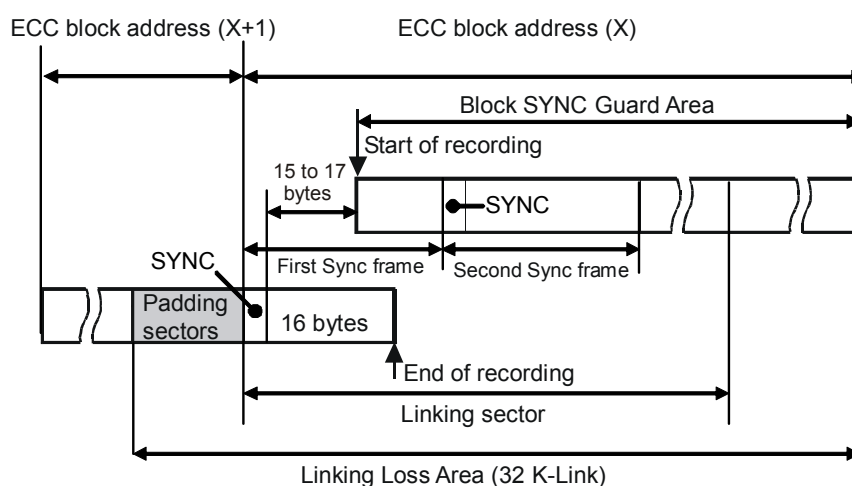 ECC block address (X+1)
ECC block address (X)
Block SYNC Guard Area
Start of recording
15 to 17
bytes
SYNC
First Sync frame
Second Sync frame
SYNC
Padding
sectors
16 bytes
End of recording
Linking sector
Linking Loss Area (32 K-Link)